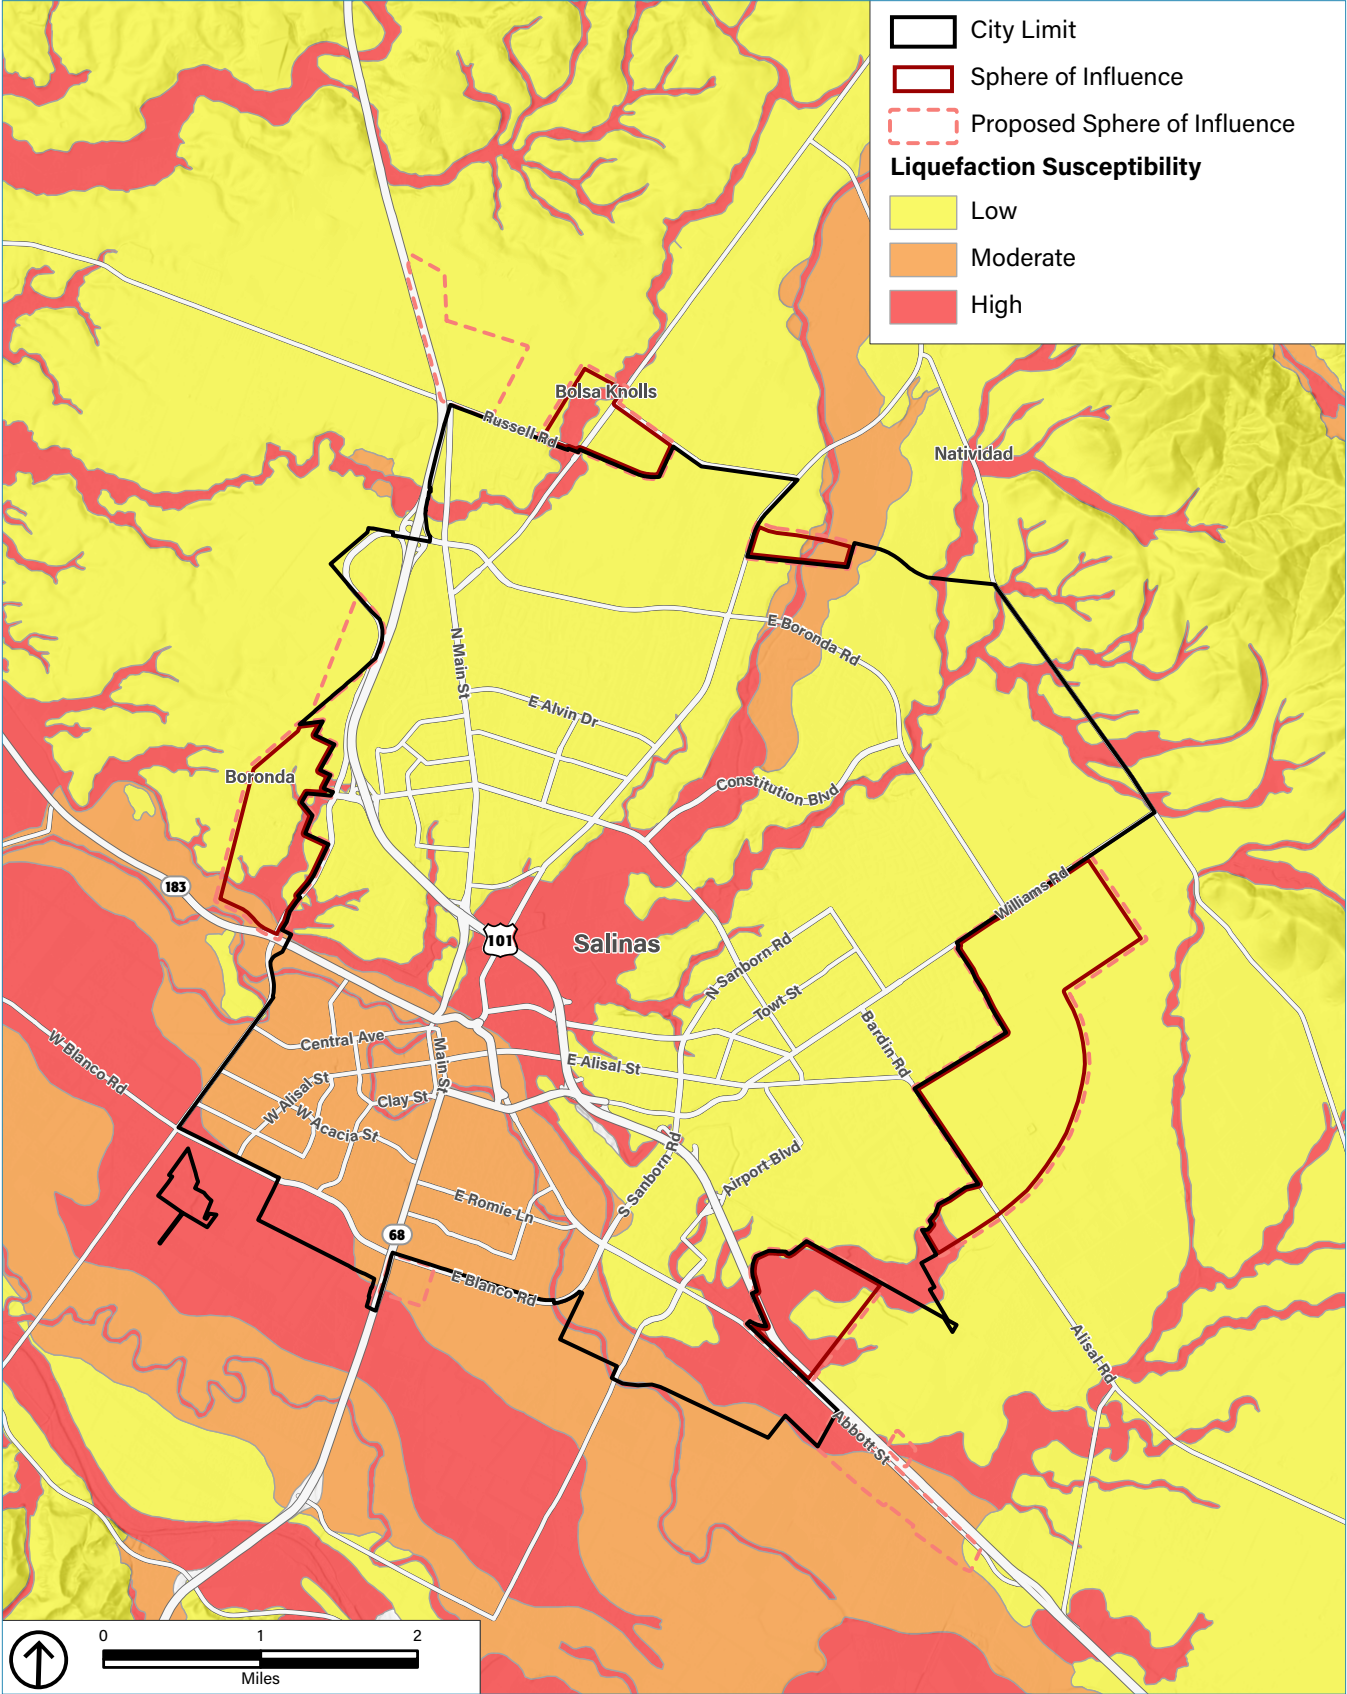 City Limit
Sphere of Influence
Proposed Sphere of Influence
Liquefaction Susceptibility
Low
Moderate
High
Bolsa Knolls
Russell Rd
Natividad
E Boronda Rd
N Main St
E Alvin Dr
Boronda
Constitution Blvd
183
Williams Rd
101
Salinas
N Sanborn Rd
Towt St
Bardin Rd
W Blanco Rd
Central Ave
Main St
E Alisal St
W Alisal St
Clay St
W Acacia St
S Sanborn Rd
Airport Blvd
E Romie Ln
68
E Blanco Rd
Alisal Rd
Abbott St
0 1 2
Miles